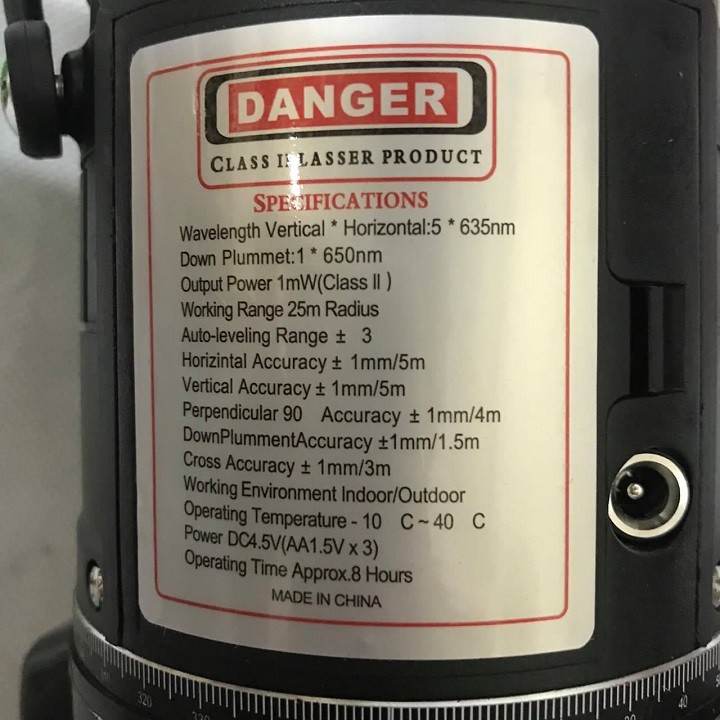 DANGER
CLASS II LASSER PRODUCT
SPECIFICATIONS
Wavelength Vertical * Horizontal:5 * 635nm
Down Plummet:1 * 650nm
Output Power 1mW(Class II )
Working Range 25m Radius
Auto-leveling Range ± 3
Horizintal Accuracy ± 1mm/5m
Vertical Accuracy ± 1mm/5m
Perpendicular 90 Accuracy ± 1mm/4m
DownPlummentAccuracy ±1mm/1.5m
Cross Accuracy ± 1mm/3m
Working Environment Indoor/Outdoor
Operating Temperature - 10 C ~ 40 C
Power DC4.5V(AA1.5V x 3)
Operating Time Approx.8 Hours
MADE IN CHINA
320
40